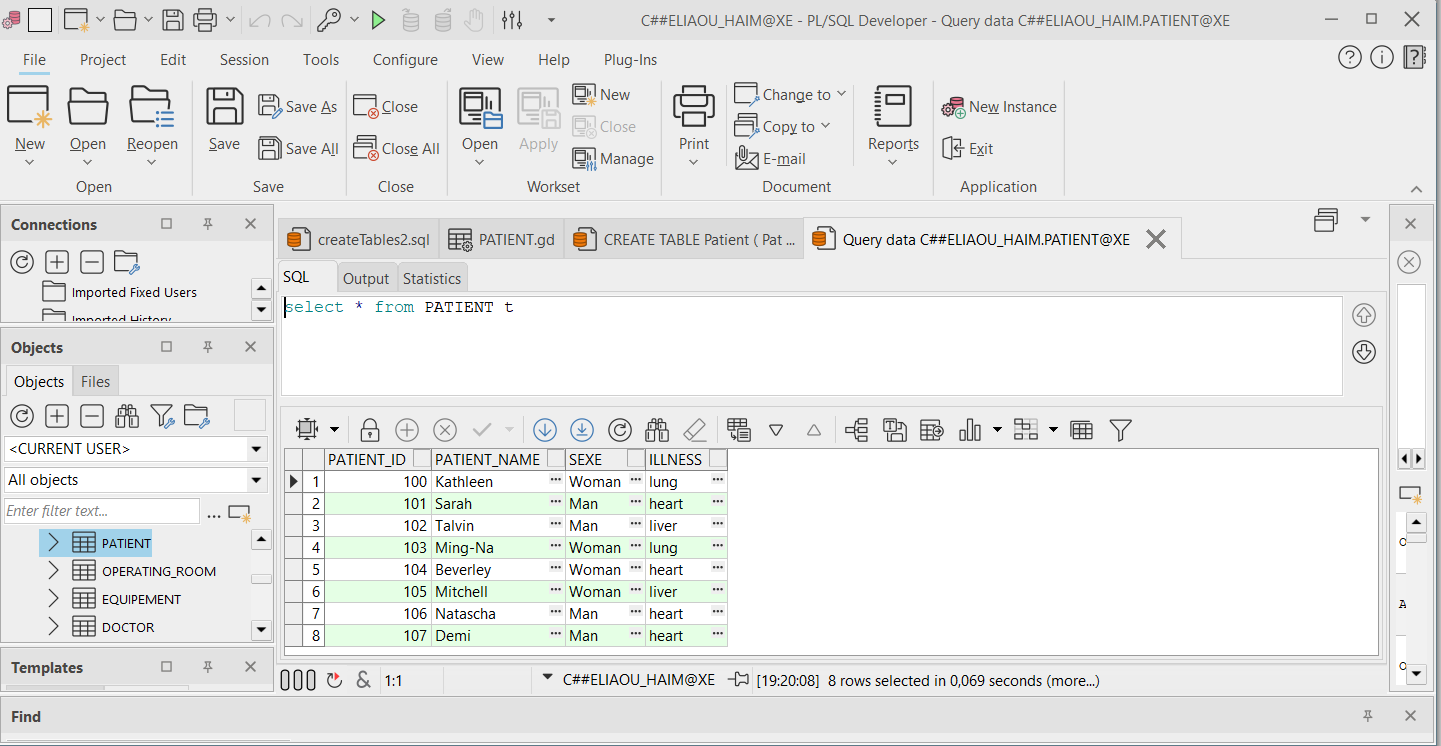 C##ELIAOU_HAIM@XE - PL/SQL Developer - Query data C##ELIAOU_HAIM.PATIENT@XE
File Project Edit Session Tools Configure View Help Plug-Ins
New Open Reopen
Open
Save Save As Save All
Save
Close Close All
Close
Open Apply New Close Manage
Workset
Print Change to Copy to E-mail
Document
Reports
New Instance
Exit
Application
Connections
Imported Fixed Users
Imported History
Objects
Objects Files
<CURRENT USER>
All objects
Enter filter text...
...
PATIENT
OPERATING_ROOM
EQUIPEMENT
DOCTOR
Templates
createTables2.sql PATIENT.gd CREATE TABLE Patient ( Pat ... Query data C##ELIAOU_HAIM.PATIENT@XE
SQL Output Statistics
select * from PATIENT t
PATIENT_ID PATIENT_NAME SEXE ILLNESS
1 100 Kathleen ... Woman ... lung ...
2 101 Sarah ... Man ... heart ...
3 102 Talvin ... Man ... liver ...
4 103 Ming-Na ... Woman ... lung ...
5 104 Beverley ... Woman ... heart ...
6 105 Mitchell ... Woman ... liver ...
7 106 Natascha ... Man ... heart ...
8 107 Demi ... Man ... heart ...
& 1:1 C##ELIAOU_HAIM@XE [19:20:08] 8 rows selected in 0,069 seconds (more...)
Find